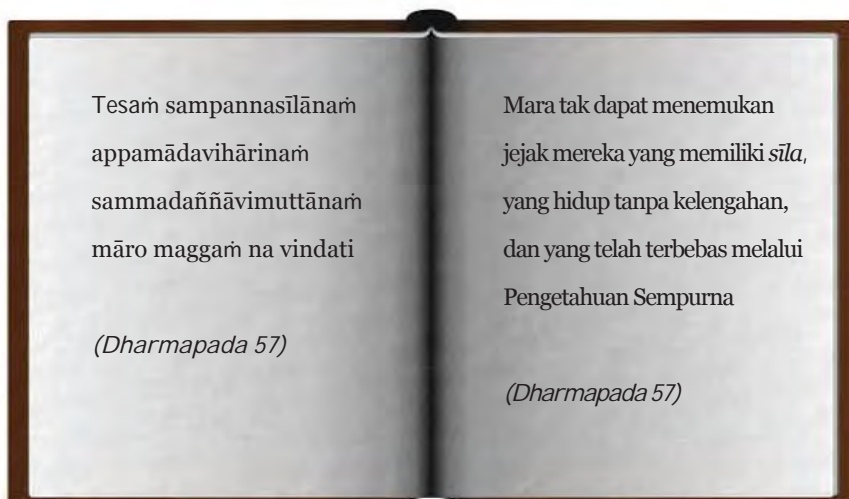 Tesaṁ sampannasīlānaṁ
appamādavihārinaṁ
sammadaññāvimuttānaṁ
māro maggaṁ na vindati
(Dharmapada 57)
Mara tak dapat menemukan
jejak mereka yang memiliki sīla,
yang hidup tanpa kelengahan,
dan yang telah terbebas melalui
Pengetahuan Sempurna
(Dharmapada 57)